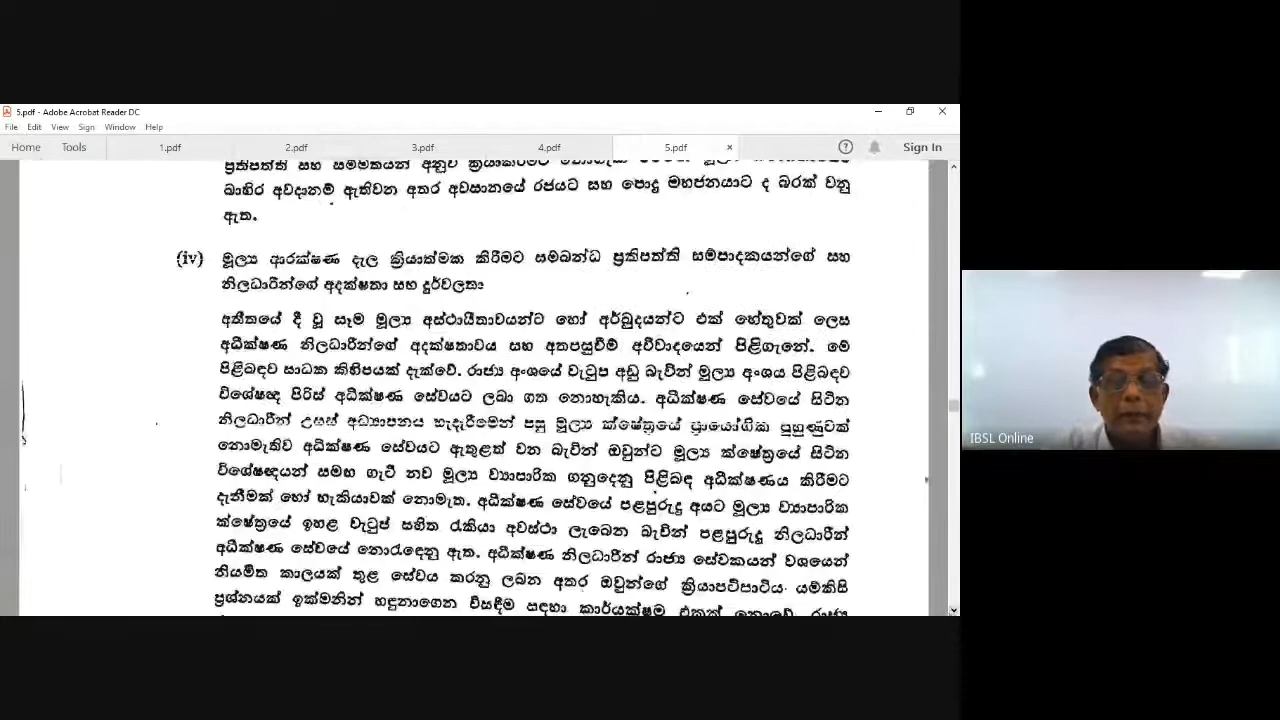 5.pdf - Adobe Acrobat Reader DC
File Edit View Sign Window Help
Home Tools 1.pdf 2.pdf 3.pdf 4.pdf 5.pdf × Sign In
ප්‍රතිපත්ති සහ සම්මතයන් අනුව
බාහිර අවදානම් ඇතිවන අතර අවසානයේ රජයට සහ පොදු මහජනයාට ද බරක් වනු
ඇත.
(iv) මූල්‍ය ආරක්ෂණ දැල ක්‍රියාත්මක කිරීමට සම්බන්ධ ප්‍රතිපත්ති සම්පාදකයන්ගේ සහ
නිලධාරීන්ගේ අදක්ෂතා සහ දුර්වලතා
අතීතයේ දී වූ සෑම මූල්‍ය අස්ථායීතාවයන්ට හෝ අර්බුදයන්ට එක් හේතුවක් ලෙස
අධීක්ෂණ නිලධාරීන්ගේ අදක්ෂතාවය සහ අතපසුවීම් අවිවාදයෙන් පිළිගැනේ. මේ
පිළිබඳව සාධක කිහිපයක් දැක්වේ. රාජ්‍ය අංශයේ වැටුප අඩු බැවින් මූල්‍ය අංශය පිළිබඳව
විශේෂඥ පිරිස් අධීක්ෂණ සේවයට ලබා ගත නොහැකිය. අධීක්ෂණ සේවයේ සිටින
නිලධාරීන් උසස් අධ්‍යාපනය හැදෑරීමෙන් පසු මූල්‍ය ක්ෂේත්‍රයේ ප්‍රායෝගික පුහුණුවක්
නොමැතිව අධීක්ෂණ සේවයට ඇතුළත් වන බැවින් ඔවුන්ට මූල්‍ය ක්ෂේත්‍රයේ සිටින
විශේෂඥයන් සමඟ ගැටී නව මූල්‍ය ව්‍යාපාරික ගනුදෙනු පිළිබඳ අධීක්ෂණය කිරීමට
දැනීමක් හෝ හැකියාවක් නොමැත. අධීක්ෂණ සේවයේ පළපුරුදු අයට මූල්‍ය ව්‍යාපාරික
ක්ෂේත්‍රයේ ඉහළ වැටුප් සහිත රැකියා අවස්ථා ලැබෙන බැවින් පළපුරුදු නිලධාරීන්
අධීක්ෂණ සේවයේ නොරැඳෙනු ඇත. අධීක්ෂණ නිලධාරීන් රාජ්‍ය සේවකයන් වශයෙන්
නියමිත කාලයක් තුළ සේවය කරනු ලබන අතර ඔවුන්ගේ ක්‍රියාපටිපාටිය යම්කිසි
ප්‍රශ්නයක් ඉක්මනින් හඳුනාගෙන විසඳීම සඳහා කාර්යක්ෂම එකක් නොවේ. රාජ්‍ය
IBSL Online